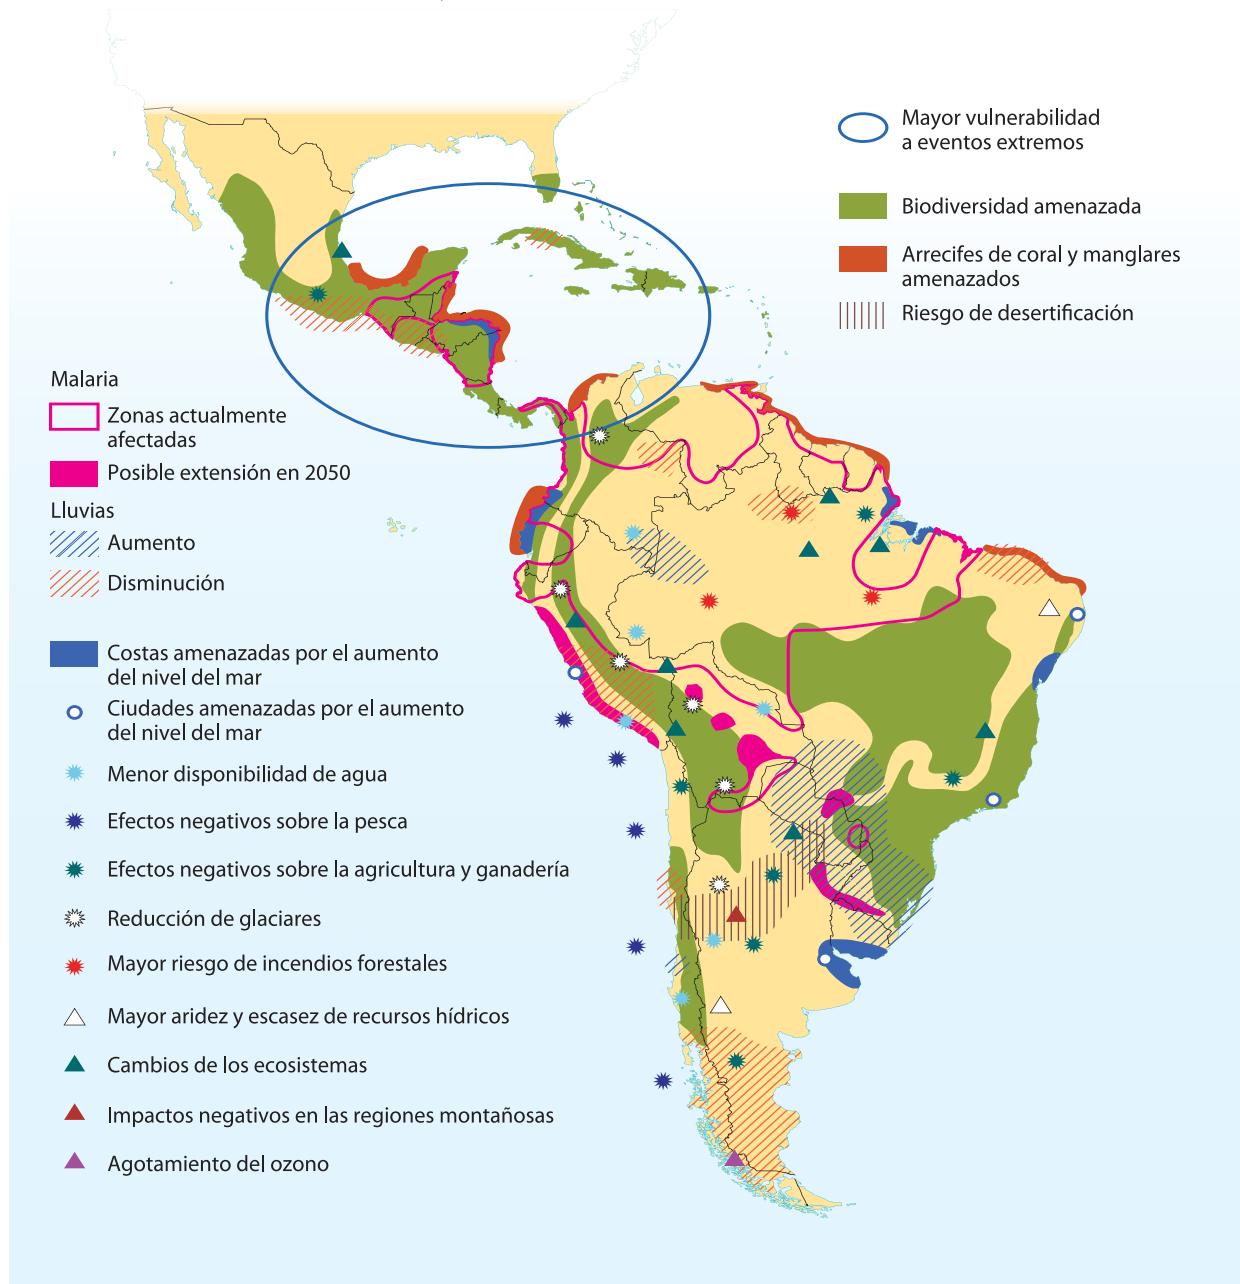 Mayor vulnerabilidad
a eventos extremos
Biodiversidad amenazada
Arrecifes de coral y manglares
amenazados
Riesgo de desertificación
Malaria
Zonas actualmente
afectadas
Posible extensión en 2050
Lluvias
Aumento
Disminución
Costas amenazadas por el aumento
del nivel del mar
Ciudades amenazadas por el aumento
del nivel del mar
Menor disponibilidad de agua
Efectos negativos sobre la pesca
Efectos negativos sobre la agricultura y ganadería
Reducción de glaciares
Mayor riesgo de incendios forestales
Mayor aridez y escasez de recursos hídricos
Cambios de los ecosistemas
Impactos negativos en las regiones montañosas
Agotamiento del ozono